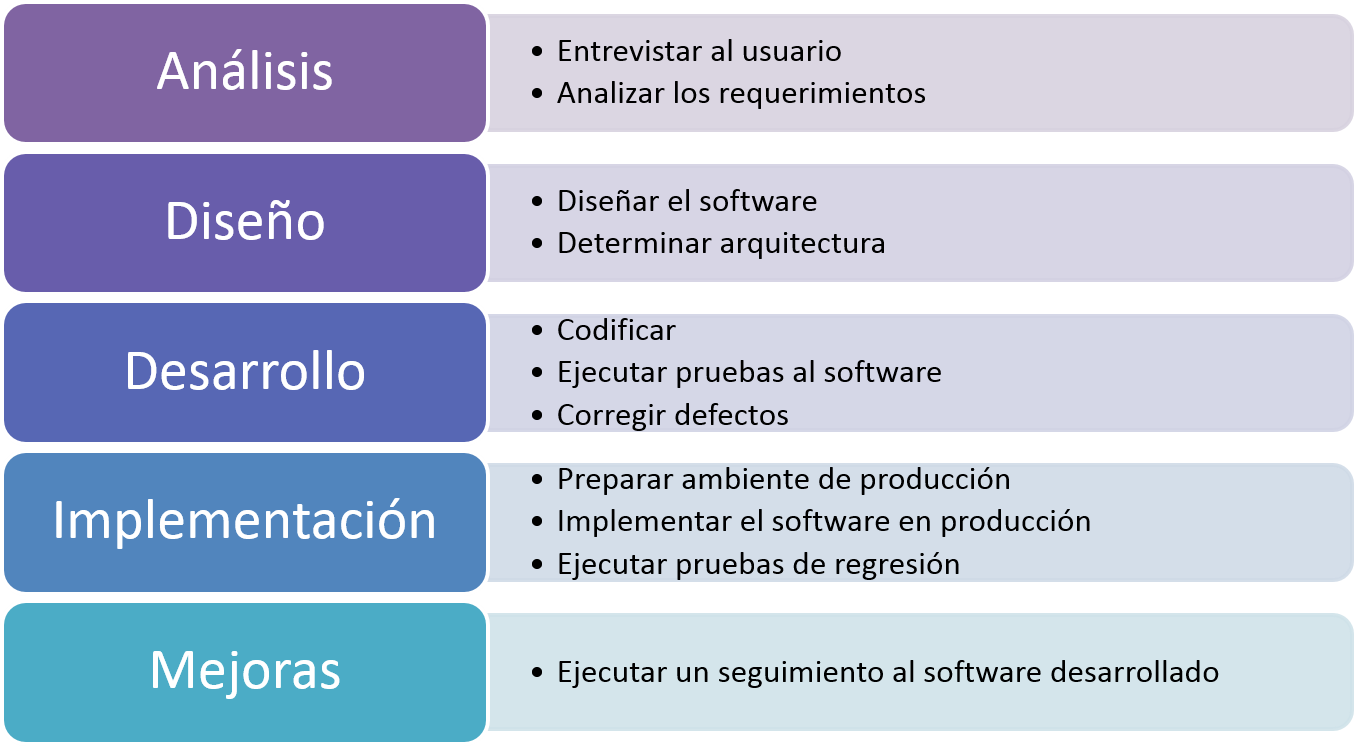 Análisis
• Entrevistar al usuario
• Analizar los requerimientos
Diseño
• Diseñar el software
• Determinar arquitectura
Desarrollo
• Codificar
• Ejecutar pruebas al software
• Corregir defectos
Implementación
• Preparar ambiente de producción
• Implementar el software en producción
• Ejecutar pruebas de regresión
Mejoras
• Ejecutar un seguimiento al software desarrollado